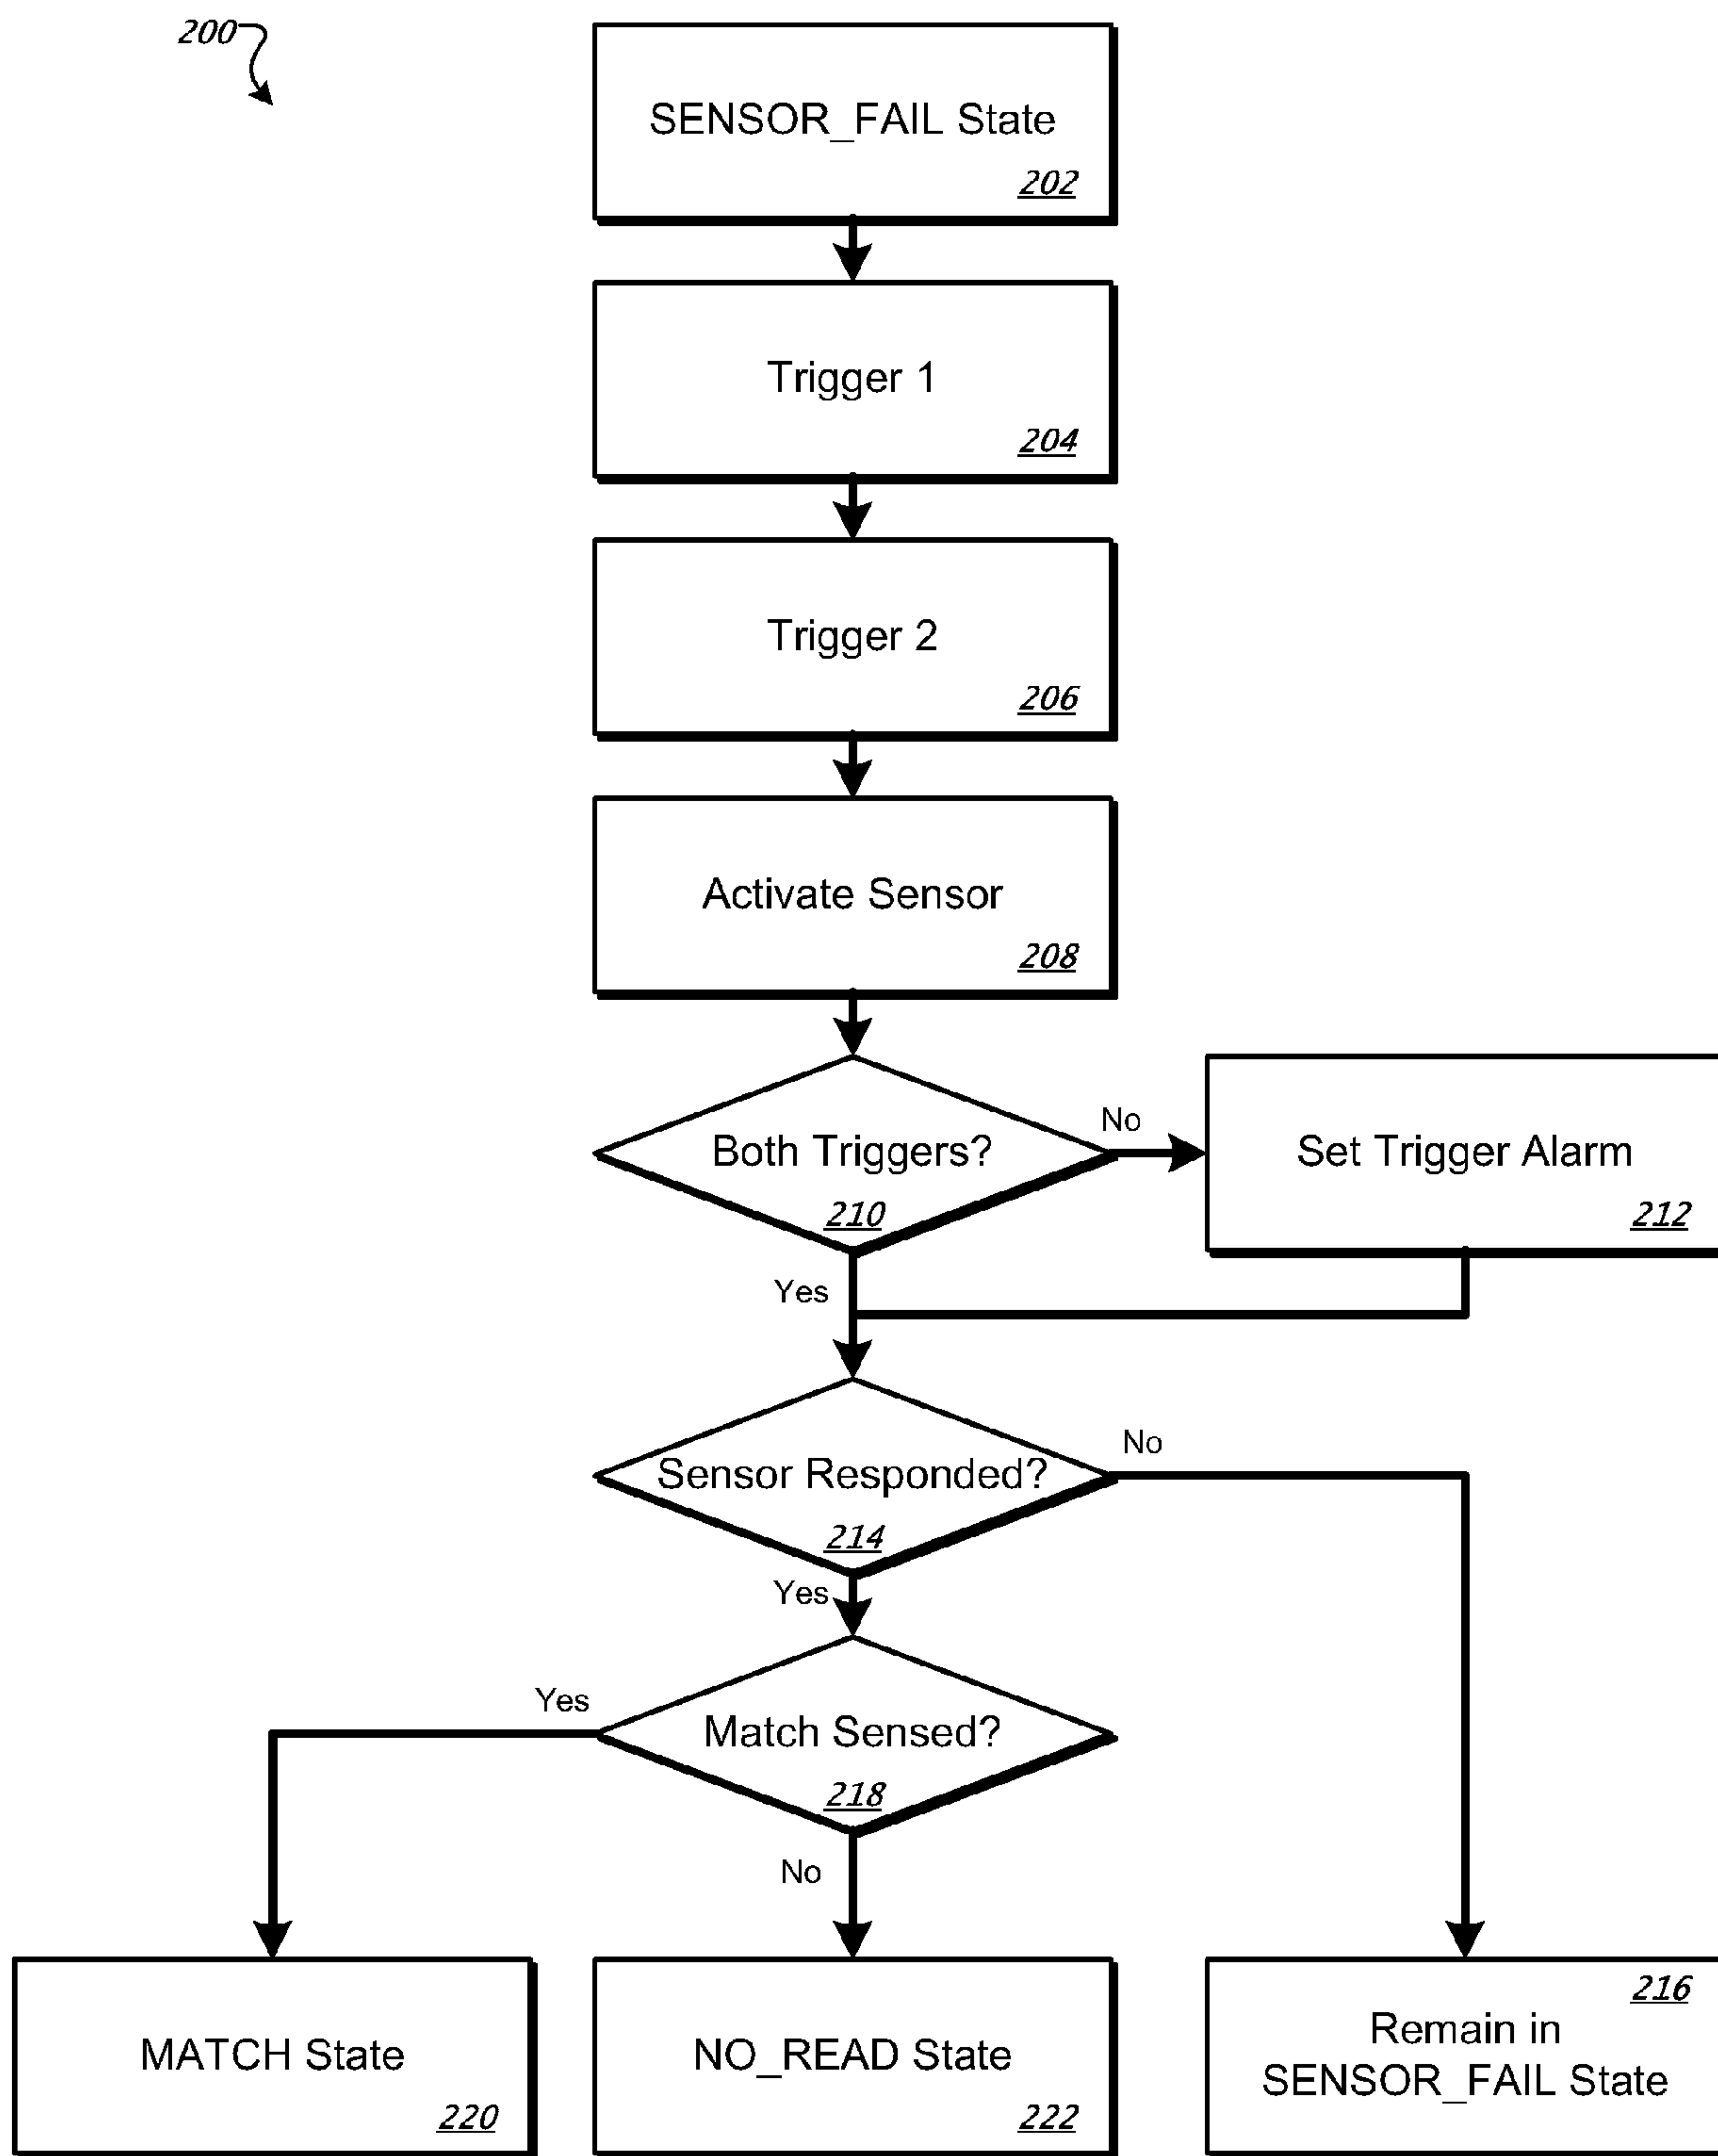 200
SENSOR_FAIL State
202
Trigger 1
204
Trigger 2
206
Activate Sensor
208
Both Triggers?
210
No
Set Trigger Alarm
212
Yes
Sensor Responded?
214
No
Yes
Match Sensed?
218
Yes
No
MATCH State
220
NO_READ State
222
216
Remain in
SENSOR_FAIL State